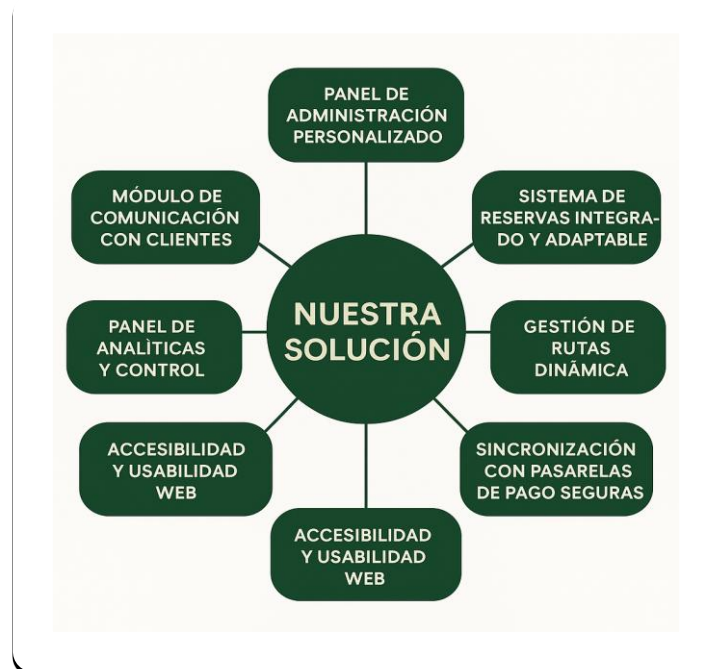 PANEL DE
ADMINISTRACIÓN
PERSONALIZADO
MÓDULO DE
COMUNICACIÓN
CON CLIENTES
SISTEMA DE
RESERVAS INTEGRA-
DO Y ADAPTABLE
NUESTRA
SOLUCIÓN
PANEL DE
ANALÌTICAS
Y CONTROL
GESTIÓN DE
RUTAS
DINÁMICA
ACCESIBILIDAD
Y USABILIDAD
WEB
SINCRONIZACIÓN
CON PASARELAS
DE PAGO SEGURAS
ACCESIBILIDAD
Y USABILIDAD
WEB